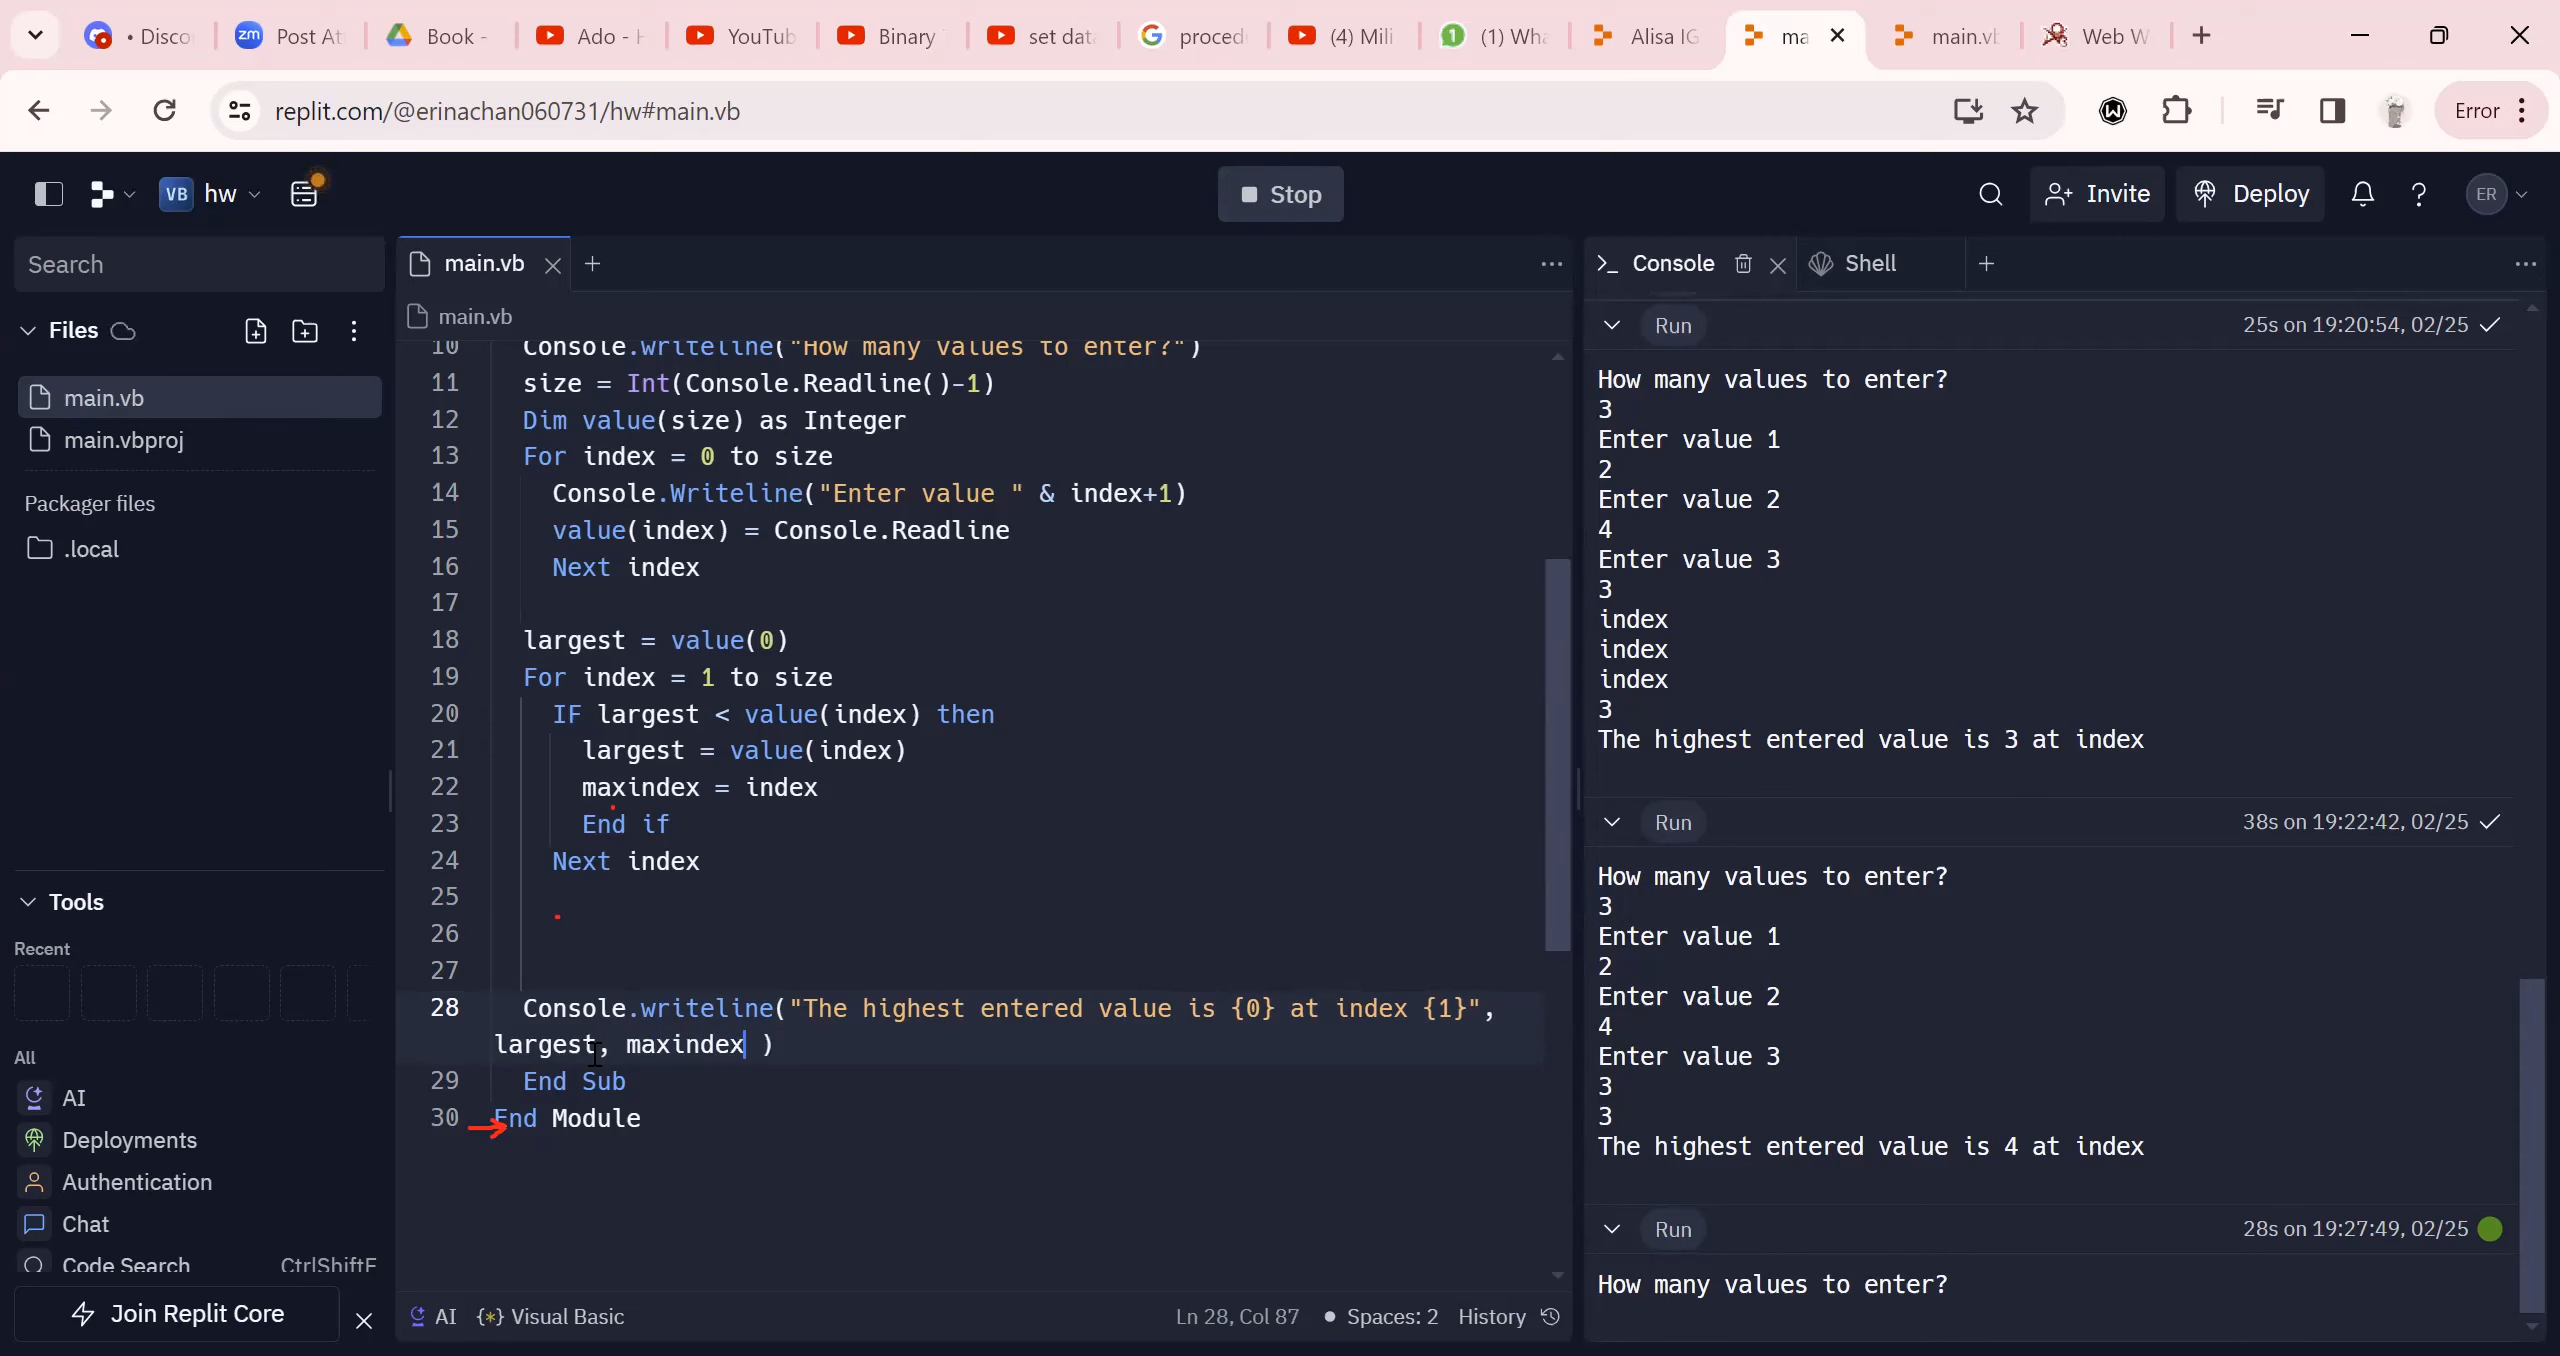 • Disco
zm Post At
Book -
Ado - H
YouTub
Binary
set dat
proced
(4) Mili
1 (1) Wha
Alisa IG
ma
main.vb
Web W
replit.com/@erinachan060731/hw#main.vb
Error
VB hw
Stop
Invite
Deploy
ER
Search
Files
main.vb
main.vbproj
Packager files
.local
Tools
Recent
All
AI
Deployments
Authentication
Chat
Code Search CtrlShiftF
Join Replit Core
main.vb
main.vb
10 Console.writeline("How many values to enter?")
11 size = Int(Console.Readline()-1)
12 Dim value(size) as Integer
13 For index = 0 to size
14 Console.Writeline("Enter value " & index+1)
15 value(index) = Console.Readline
16 Next index
17
18 largest = value(0)
19 For index = 1 to size
20 IF largest < value(index) then
21 largest = value(index)
22 maxindex = index
23 End if
24 Next index
25
26
27
28 Console.writeline("The highest entered value is {0} at index {1}",
largest, maxindex )
29 End Sub
30 End Module
AI {*} Visual Basic
Ln 28, Col 87 • Spaces: 2 History
Console
Shell
Run 25s on 19:20:54, 02/25
How many values to enter?
3
Enter value 1
2
Enter value 2
4
Enter value 3
3
index
index
index
3
The highest entered value is 3 at index
Run 38s on 19:22:42, 02/25
How many values to enter?
3
Enter value 1
2
Enter value 2
4
Enter value 3
3
3
The highest entered value is 4 at index
Run 28s on 19:27:49, 02/25
How many values to enter?